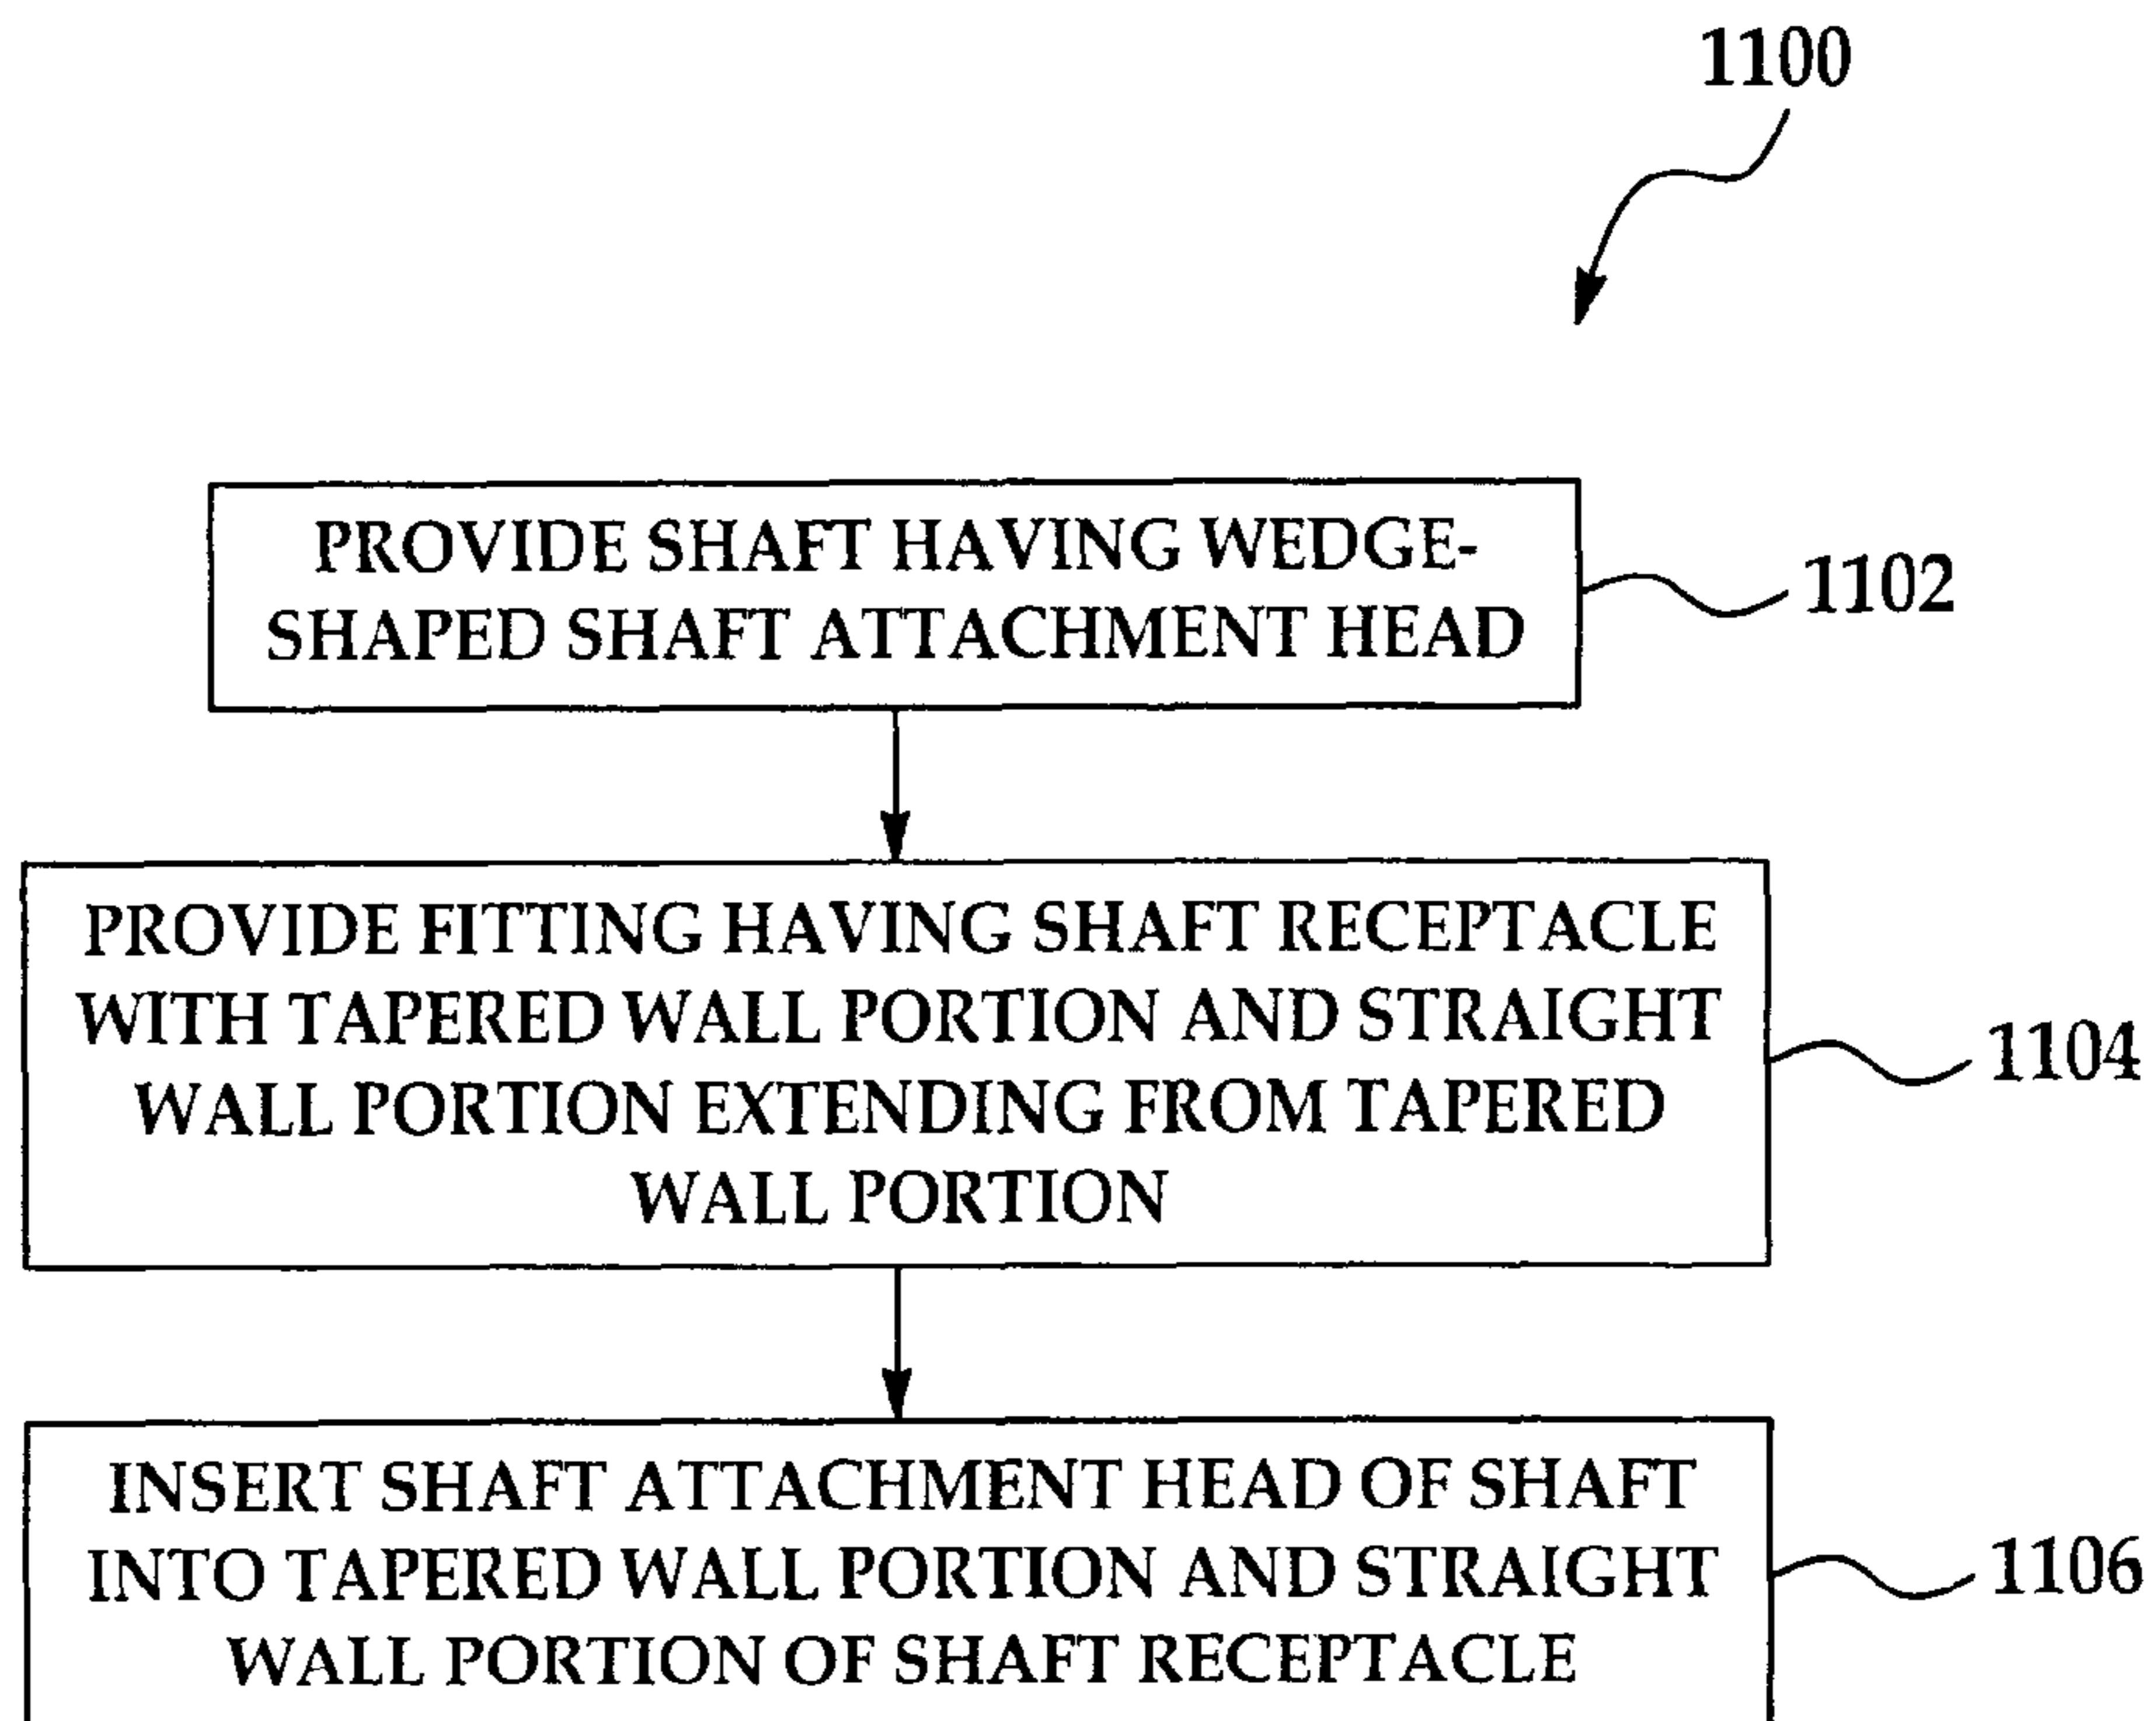 1100
PROVIDE SHAFT HAVING WEDGE-
SHAPED SHAFT ATTACHMENT HEAD
1102
PROVIDE FITTING HAVING SHAFT RECEPTACLE
WITH TAPERED WALL PORTION AND STRAIGHT
WALL PORTION EXTENDING FROM TAPERED
WALL PORTION
1104
INSERT SHAFT ATTACHMENT HEAD OF SHAFT
INTO TAPERED WALL PORTION AND STRAIGHT
WALL PORTION OF SHAFT RECEPTACLE
1106